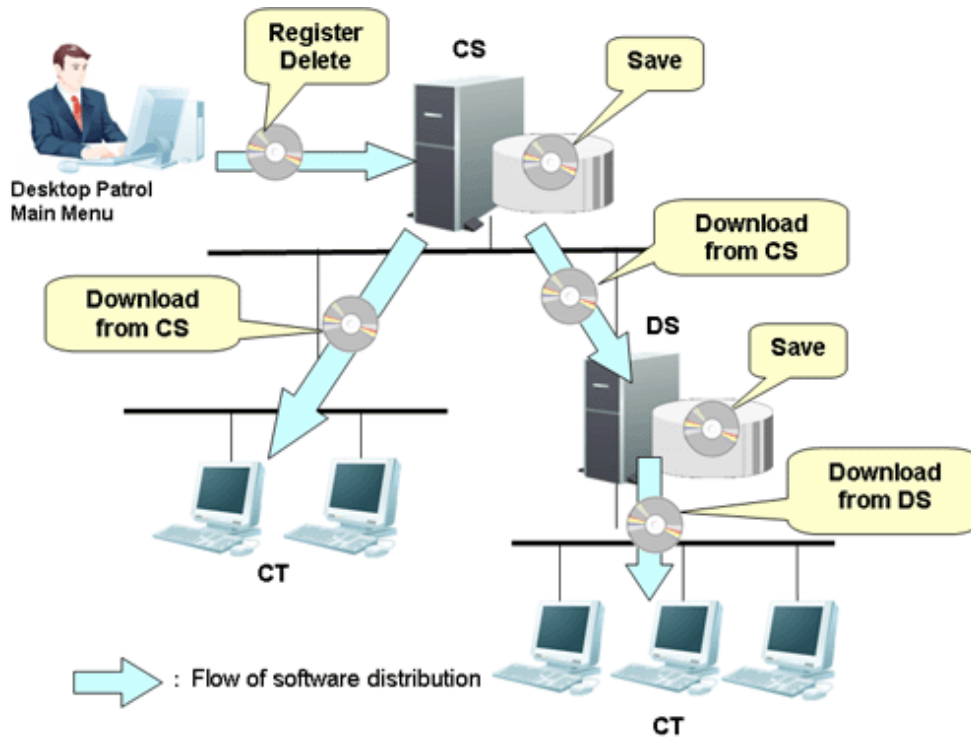 Register
Delete
CS
Save
Desktop Patrol
Main Menu
Download
from CS
Download
from CS
DS
Save
Download
from DS
CT
: Flow of software distribution
CT